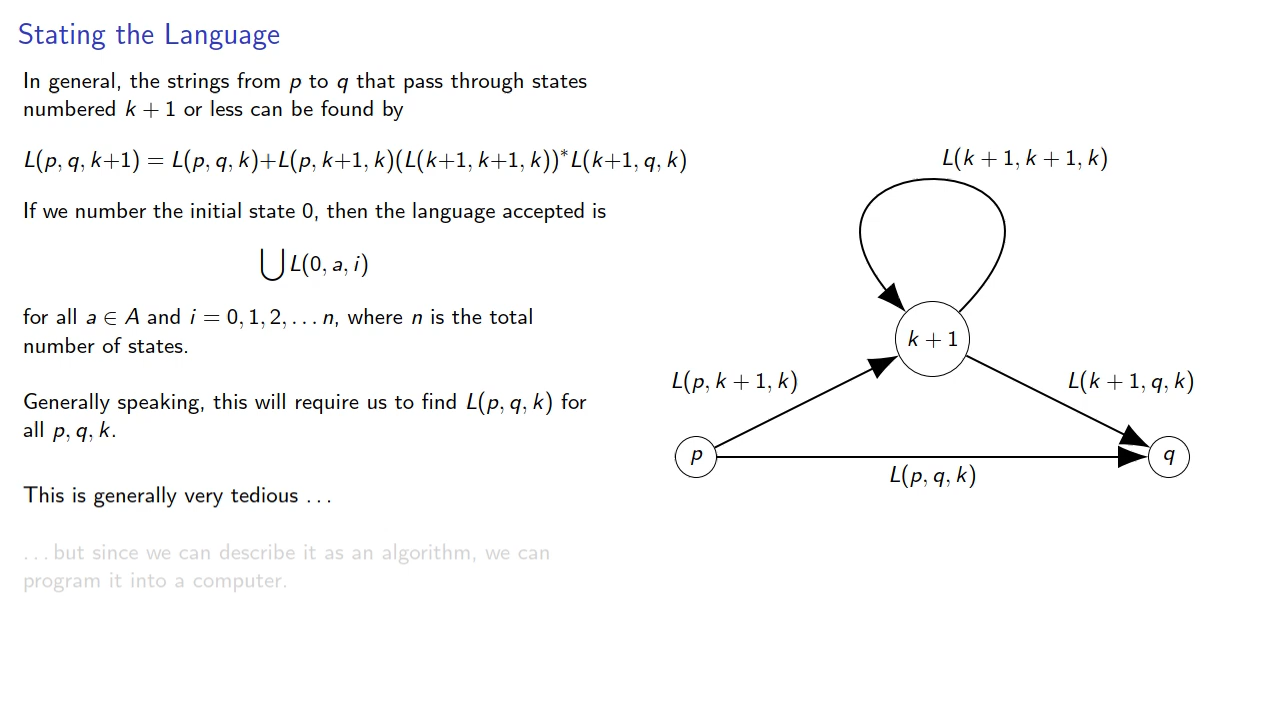 Stating the Language
In general, the strings from p to q that pass through states
numbered k + 1 or less can be found by
L(p, q, k+1) = L(p, q, k)+L(p, k+1, k)(L(k+1, k+1, k))*L(k+1, q, k)
If we number the initial state 0, then the language accepted is
⋃ L(0, a, i)
for all a ∈ A and i = 0, 1, 2, . . . n, where n is the total
number of states.
Generally speaking, this will require us to find L(p, q, k) for
all p, q, k.
This is generally very tedious . . .
. . . but since we can describe it as an algorithm, we can
program it into a computer.
L(k + 1, k + 1, k)
k + 1
L(p, k + 1, k)
L(k + 1, q, k)
p
q
L(p, q, k)